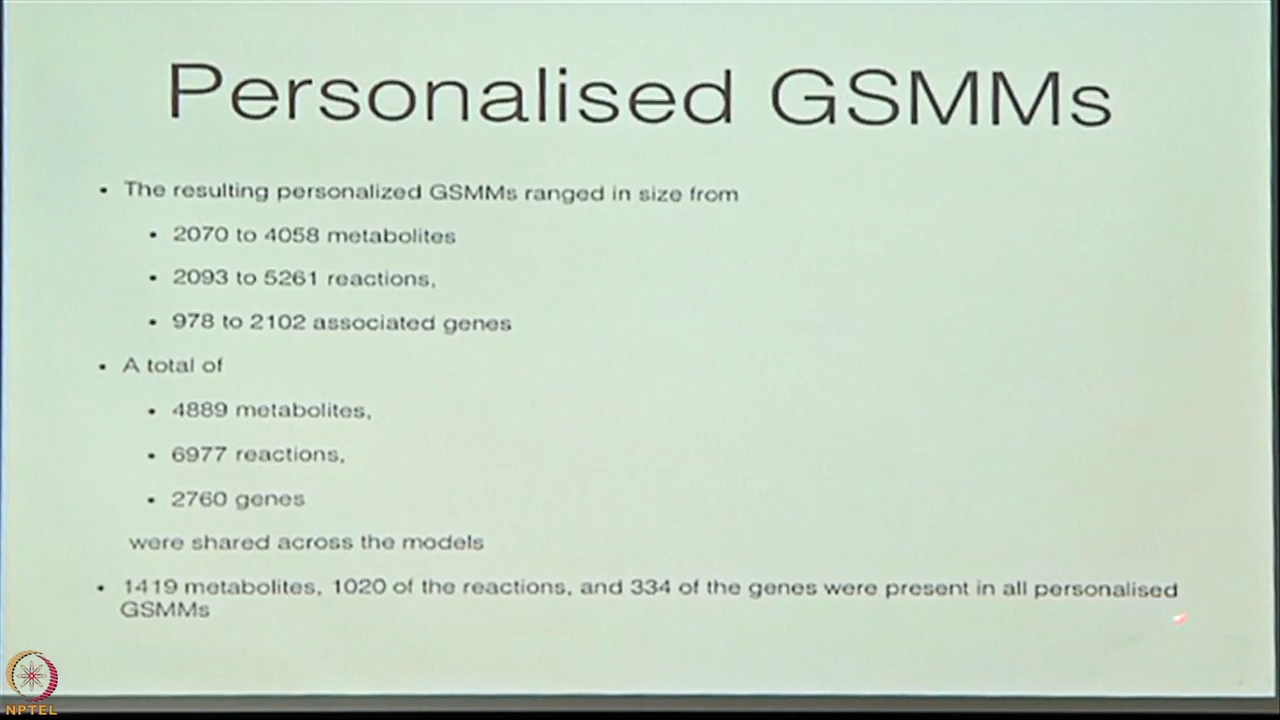 Personalised GSMMs
• The resulting personalized GSMMs ranged in size from
• 2070 to 4058 metabolites
• 2093 to 5261 reactions,
• 978 to 2102 associated genes
• A total of
• 4889 metabolites,
• 6977 reactions,
• 2760 genes
were shared across the models
• 1419 metabolites, 1020 of the reactions, and 334 of the genes were present in all personalised
GSMMs
NPTEL